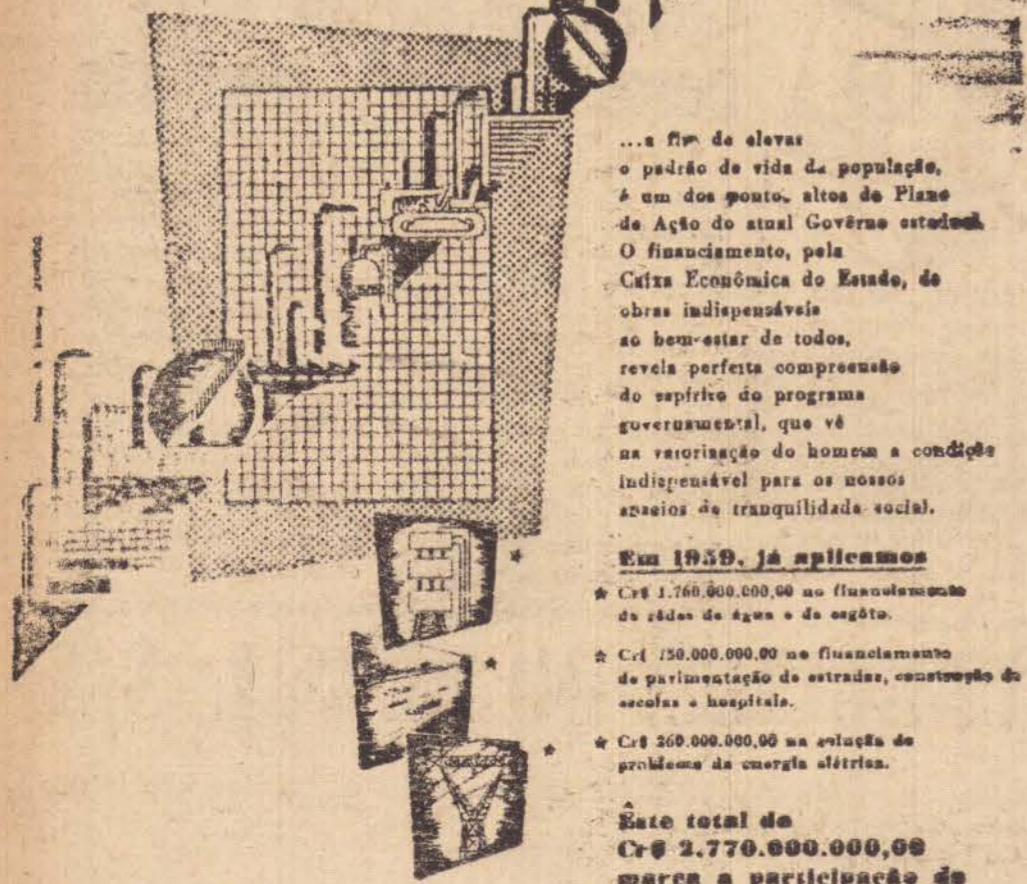 ...a fim de elevar
o padrão de vida da população,
é um dos pontos altos do Plano
de Ação do atual Govêrno estadual.
O financiamento, pela
Caixa Econômica do Estado, de
obras indispensáveis
ao bem-estar de todos,
revela perfeita compreensão
do espírito do programa
governamental, que vê
na valorização do homem a condição
indispensável para os nossos
anseios de tranquilidade social.
Em 1959, já aplicamos
Cr$ 1.760.000.000,00 no financiamento
de rêdes de água e de esgôto.
Cr$ 750.000.000,00 no financiamento
de pavimentação de estradas, construção de
escolas e hospitais.
Cr$ 260.000.000,00 na solução de
problemas da energia elétrica.
Êste total de
Cr$ 2.770.000.000,00
marca a participação da